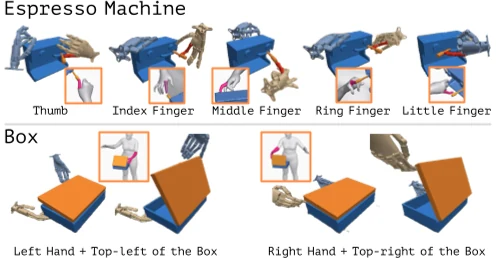 Espresso Machine
Thumb
Index Finger
Middle Finger
Ring Finger
Little Finger
Box
Left Hand + Top-left of the Box
Right Hand + Top-right of the Box